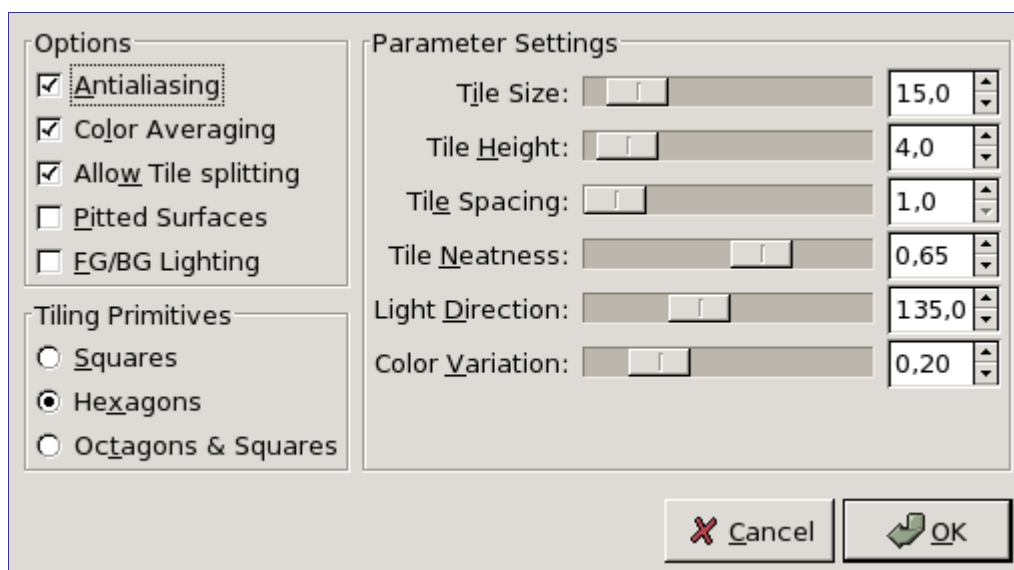 Options
Antialiasing
Color Averaging
Allow Tile splitting
Pitted Surfaces
FG/BG Lighting
Tiling Primitives
Squares
Hexagons
Octagons & Squares
Parameter Settings
Tile Size: 15,0
Tile Height: 4,0
Tile Spacing: 1,0
Tile Neatness: 0,65
Light Direction: 135,0
Color Variation: 0,20
Cancel
OK